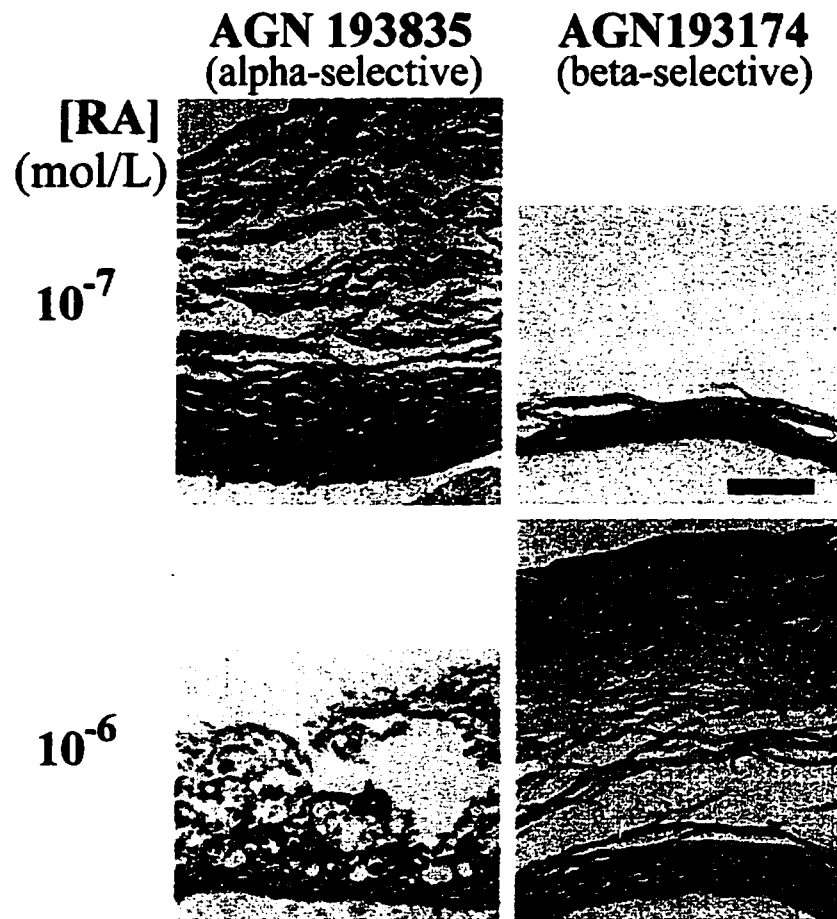 AGN 193835
(alpha-selective)
AGN193174
(beta-selective)
[RA]
(mol/L)
10⁻⁷
10⁻⁶